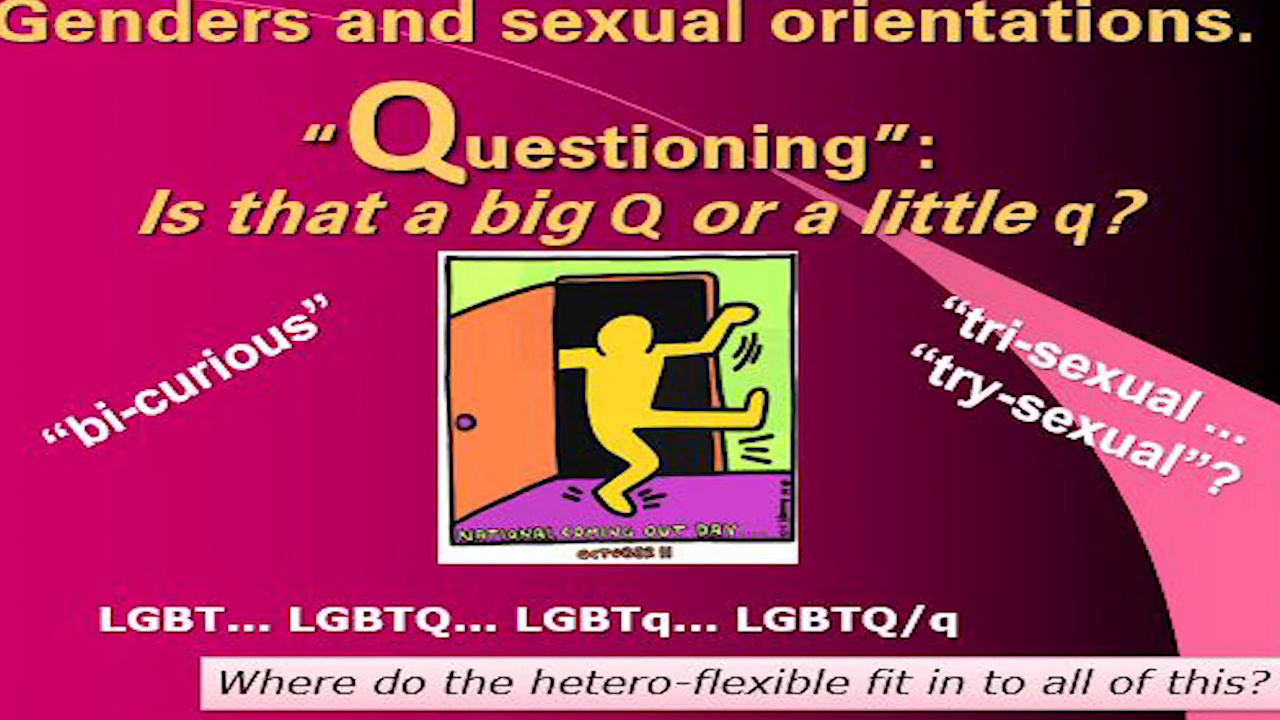 Genders and sexual orientations.
“Questioning”:
Is that a big Q or a little q?
“bi-curious”
“tri-sexual ...
“try-sexual”?
NATIONAL COMING OUT DAY...
OCTOBER 11
LGBT... LGBTQ... LGBTq... LGBTQ/q
Where do the hetero-flexible fit in to all of this?